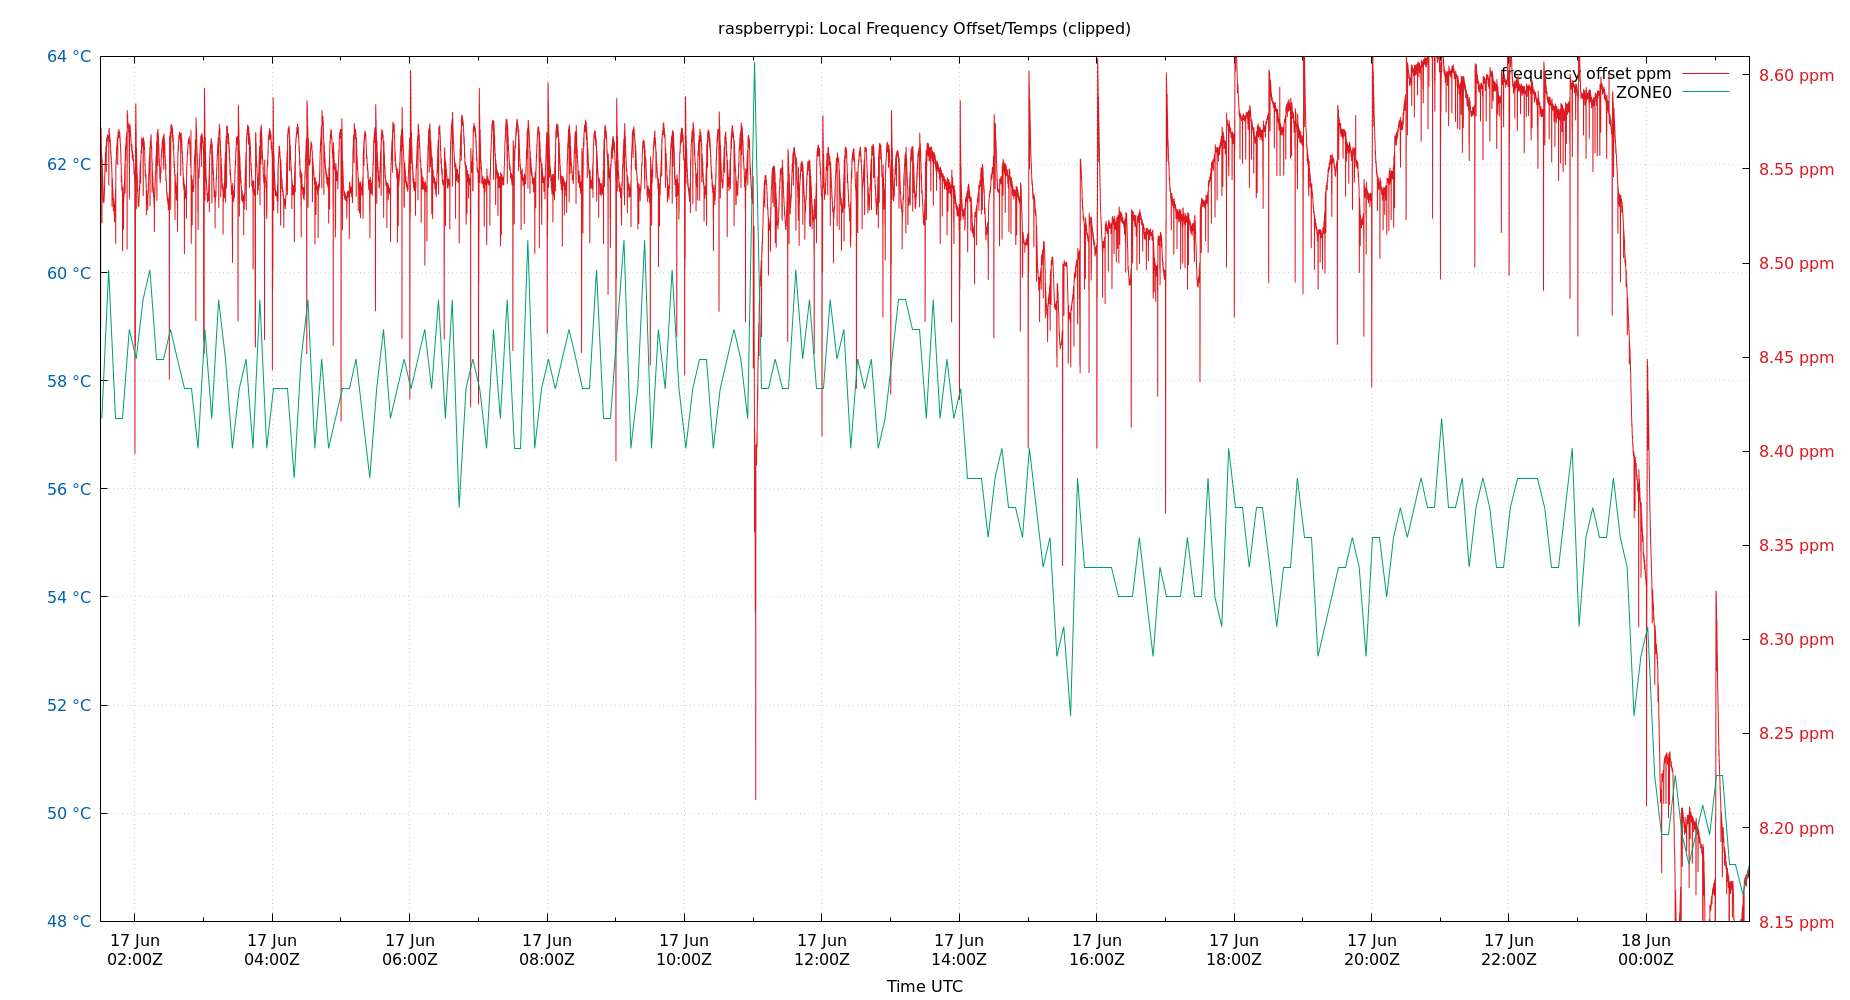 raspberrypi: Local Frequency Offset/Temps (clipped)
64 °C
62 °C
60 °C
58 °C
56 °C
54 °C
52 °C
50 °C
48 °C
frequency offset ppm
ZONE0
8.60 ppm
8.55 ppm
8.50 ppm
8.45 ppm
8.40 ppm
8.35 ppm
8.30 ppm
8.25 ppm
8.20 ppm
8.15 ppm
17 Jun 17 Jun 17 Jun 17 Jun 17 Jun 17 Jun 17 Jun 17 Jun 17 Jun 17 Jun 17 Jun 18 Jun
02:00Z 04:00Z 06:00Z 08:00Z 10:00Z 12:00Z 14:00Z 16:00Z 18:00Z 20:00Z 22:00Z 00:00Z
Time UTC